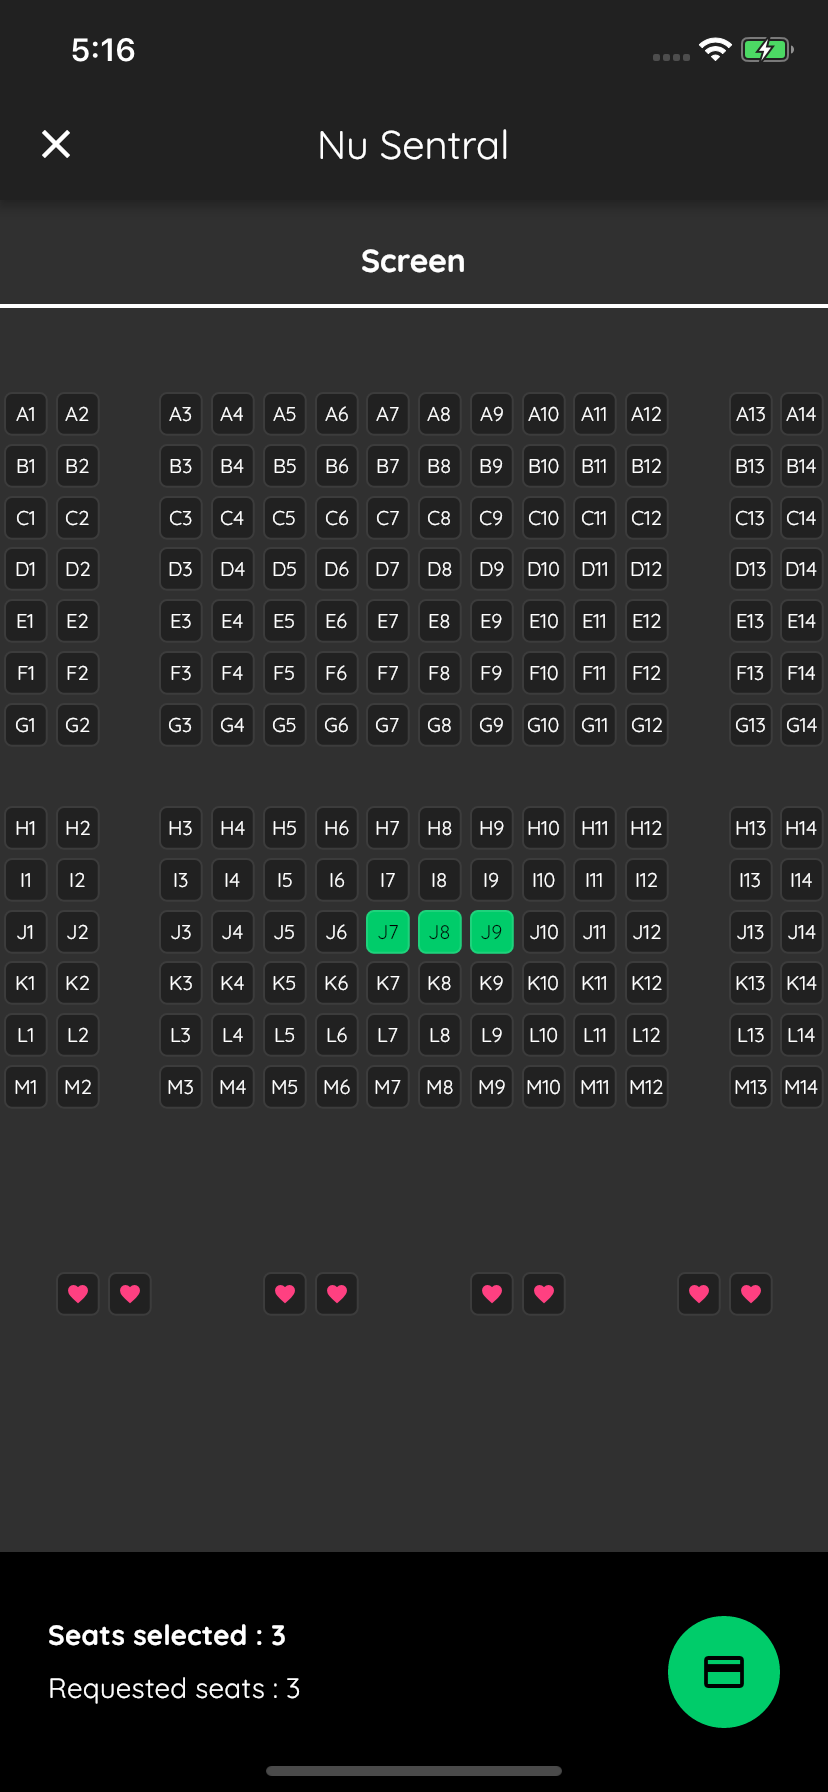 5:16
Nu Sentral
Screen
A1 A2 A3 A4 A5 A6 A7 A8 A9 A10 A11 A12 A13 A14
B1 B2 B3 B4 B5 B6 B7 B8 B9 B10 B11 B12 B13 B14
C1 C2 C3 C4 C5 C6 C7 C8 C9 C10 C11 C12 C13 C14
D1 D2 D3 D4 D5 D6 D7 D8 D9 D10 D11 D12 D13 D14
E1 E2 E3 E4 E5 E6 E7 E8 E9 E10 E11 E12 E13 E14
F1 F2 F3 F4 F5 F6 F7 F8 F9 F10 F11 F12 F13 F14
G1 G2 G3 G4 G5 G6 G7 G8 G9 G10 G11 G12 G13 G14
H1 H2 H3 H4 H5 H6 H7 H8 H9 H10 H11 H12 H13 H14
I1 I2 I3 I4 I5 I6 I7 I8 I9 I10 I11 I12 I13 I14
J1 J2 J3 J4 J5 J6 J7 J8 J9 J10 J11 J12 J13 J14
K1 K2 K3 K4 K5 K6 K7 K8 K9 K10 K11 K12 K13 K14
L1 L2 L3 L4 L5 L6 L7 L8 L9 L10 L11 L12 L13 L14
M1 M2 M3 M4 M5 M6 M7 M8 M9 M10 M11 M12 M13 M14
Seats selected : 3
Requested seats : 3